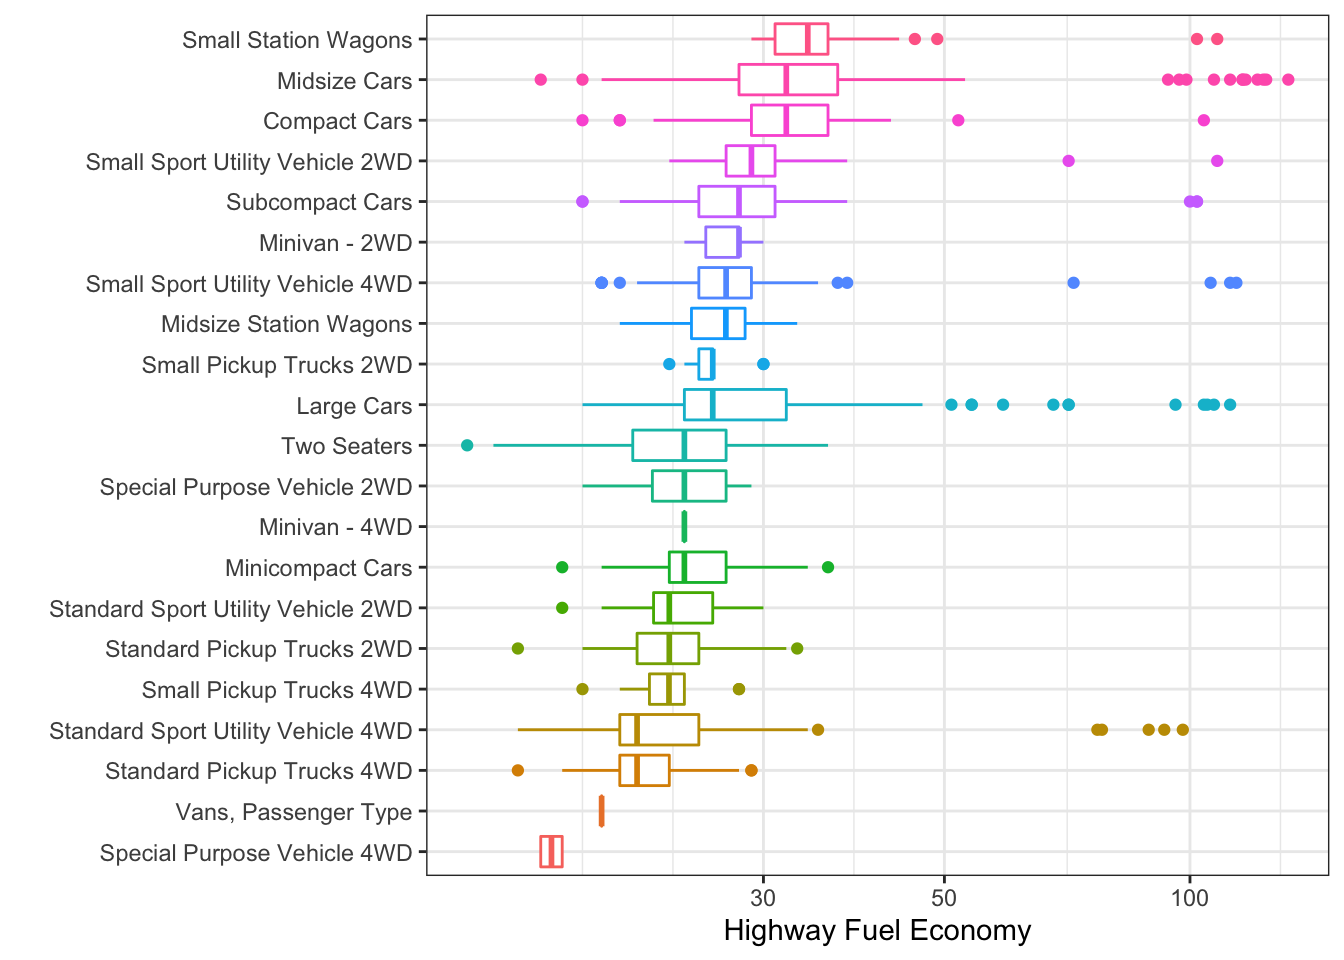 Small Station Wagons
Midsize Cars
Compact Cars
Small Sport Utility Vehicle 2WD
Subcompact Cars
Minivan - 2WD
Small Sport Utility Vehicle 4WD
Midsize Station Wagons
Small Pickup Trucks 2WD
Large Cars
Two Seaters
Special Purpose Vehicle 2WD
Minivan - 4WD
Minicompact Cars
Standard Sport Utility Vehicle 2WD
Standard Pickup Trucks 2WD
Small Pickup Trucks 4WD
Standard Sport Utility Vehicle 4WD
Standard Pickup Trucks 4WD
Vans, Passenger Type
Special Purpose Vehicle 4WD
30 50 100
Highway Fuel Economy